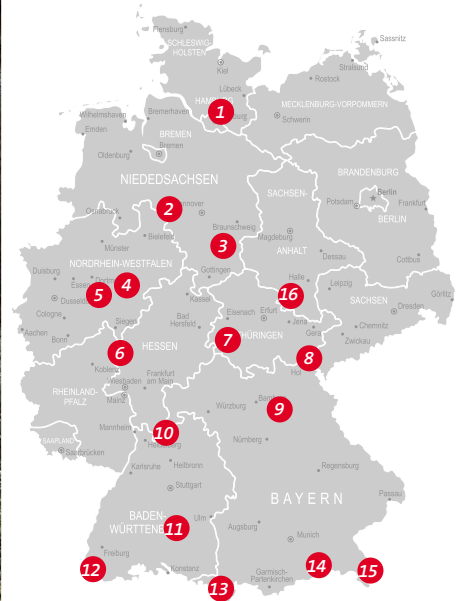 Flensburg
SCHLESWIG
HOLSTEN
Kiel
Sassnitz
Stralsund
Rostock
Lübeck
HAMBURG
1
MECKLENBURG-VORPOMMERN
Schwerin
Wilhelmshaven
Bremerhaven
Emden
BREMEN
Bremen
Oldenburg
BRANDENBURG
Berlin
Potsdam
BERLIN
Frankfurt
NIEDEDSACHSEN
SACHSEN-
2
Osnabrück
Braunschweig
Magdeburg
Bielefeld
Münster
3
ANHALT
Dessau
Cottbus
NORDRHEIN-WESTFALEN
Göttingen
Halle
Duisburg
Essen
4
5
16
Leipzig
SACHSEN
Görlitz
Kassel
Dusseldorf
Dresden
Cologne
Eisenach
Erfurt
Jena
Gera
Chemnitz
Zwickau
Siegen
Bad
Hersfeld
7
THÜRINGEN
Aachen
Bonn
6
HESSEN
8
Koblenz
Hof
Frankfurt
am Main
Wiesbaden
RHEINLAND-
PFALZ
Mainz
Würzburg
9
Mannheim
10
Nürnberg
SAAPLAND
Saarbrücken
Heilbronn
Karlsruhe
Regensburg
Stuttgart
BAYERN
Passau
BADEN-
WÜRTTEMBERG
11
Ulm
Augsburg
Munich
Freiburg
12
Konstanz
13
Garmisch-
Partenkirchen
14
15